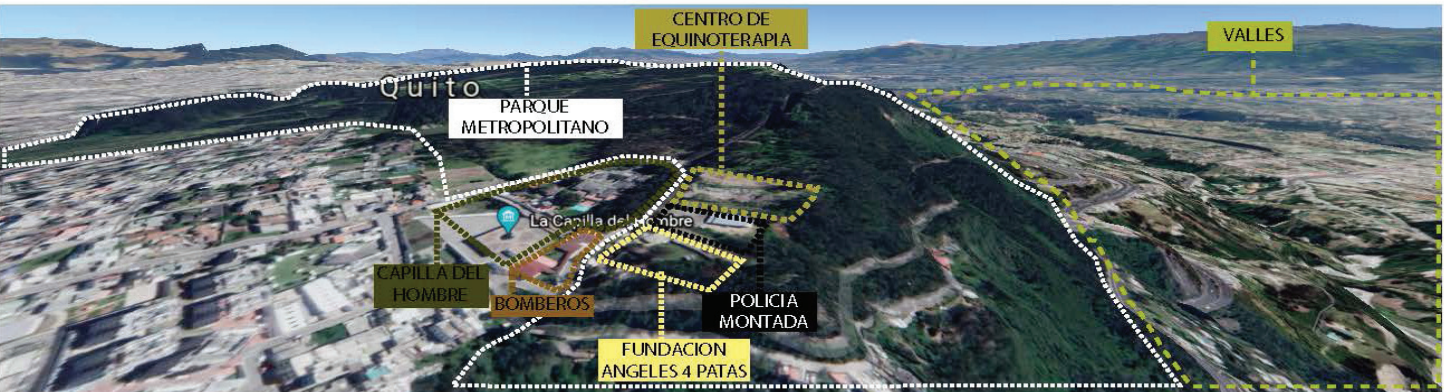 CENTRO DE
EQUINOTERAPIA
VALLES
Quito
PARQUE
METROPOLITANO
La Capilla del Hombre
CAPILLA DEL
HOMBRE
BOMBEROS
POLICIA
MONTADA
FUNDACION
ANGELES 4 PATAS